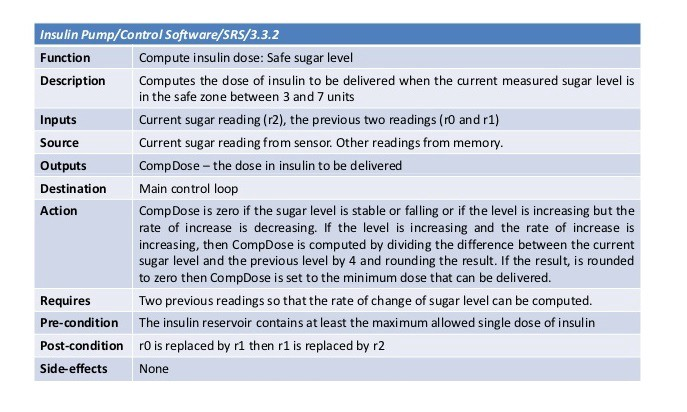 Insulin Pump/Control Software/SRS/3.3.2
Function Compute insulin dose: Safe sugar level
Description Computes the dose of insulin to be delivered when the current measured sugar level is
in the safe zone between 3 and 7 units
Inputs Current sugar reading (r2), the previous two readings (r0 and r1)
Source Current sugar reading from sensor. Other readings from memory.
Outputs CompDose – the dose in insulin to be delivered
Destination Main control loop
Action CompDose is zero if the sugar level is stable or falling or if the level is increasing but the
rate of increase is decreasing. If the level is increasing and the rate of increase is
increasing, then CompDose is computed by dividing the difference between the current
sugar level and the previous level by 4 and rounding the result. If the result, is rounded
to zero then CompDose is set to the minimum dose that can be delivered.
Requires Two previous readings so that the rate of change of sugar level can be computed.
Pre-condition The insulin reservoir contains at least the maximum allowed single dose of insulin
Post-condition r0 is replaced by r1 then r1 is replaced by r2
Side-effects None